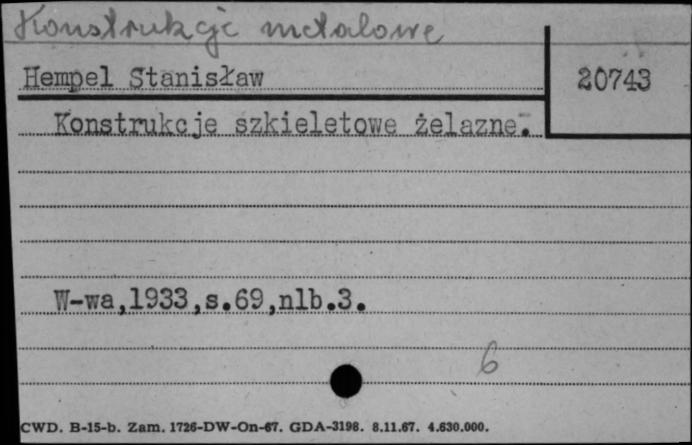 Konstrukcje metalowe
Hempel Stanisław
20743
Konstrukcje szkieletowe żelazne.
W-wa,1933,s.69,nlb.3.
6
CWD. B-15-b. Zam. 1726-DW-On-67. GDA-3198. 8.11.67. 4.630.000.